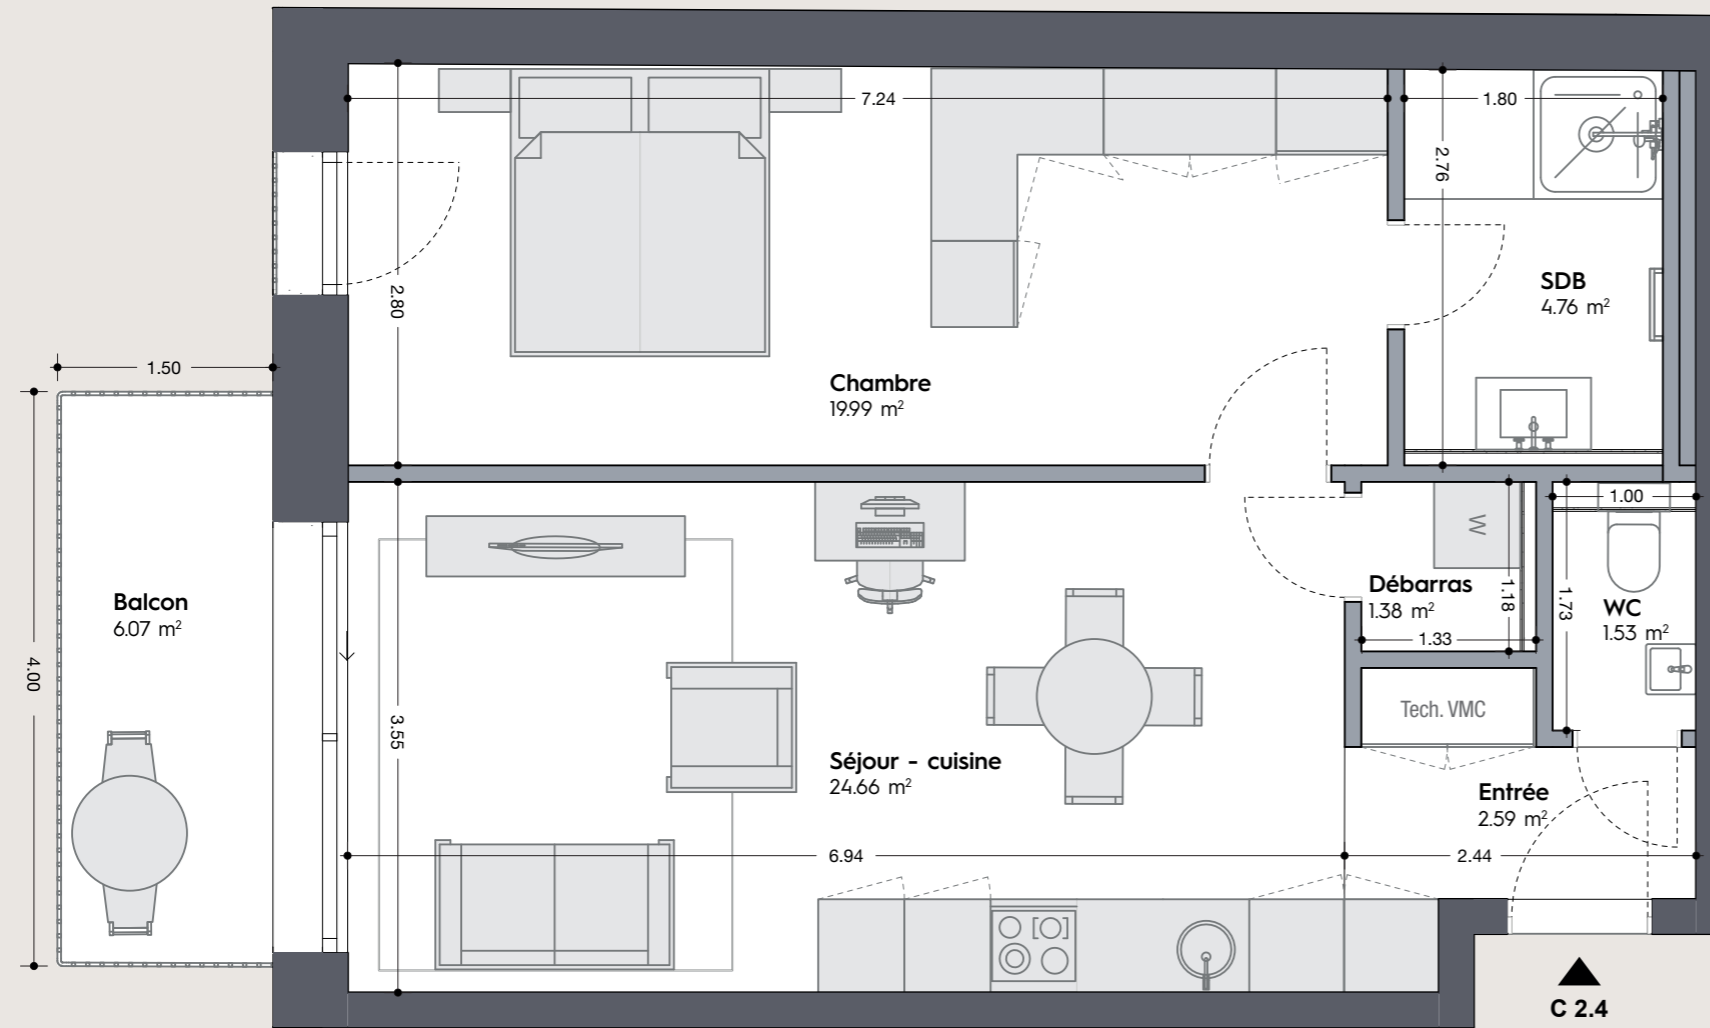 7.24
1.80
2.76
2.80
SDB
4.76 m²
1.50
Chambre
19.99 m²
1.00
W
Débarras
1.38 m²
1.18
1.73
WC
1.53 m²
1.33
Balcon
6.07 m²
4.00
3.55
Tech. VMC
Séjour - cuisine
24.66 m²
Entrée
2.59 m²
6.94
2.44
C 2.4